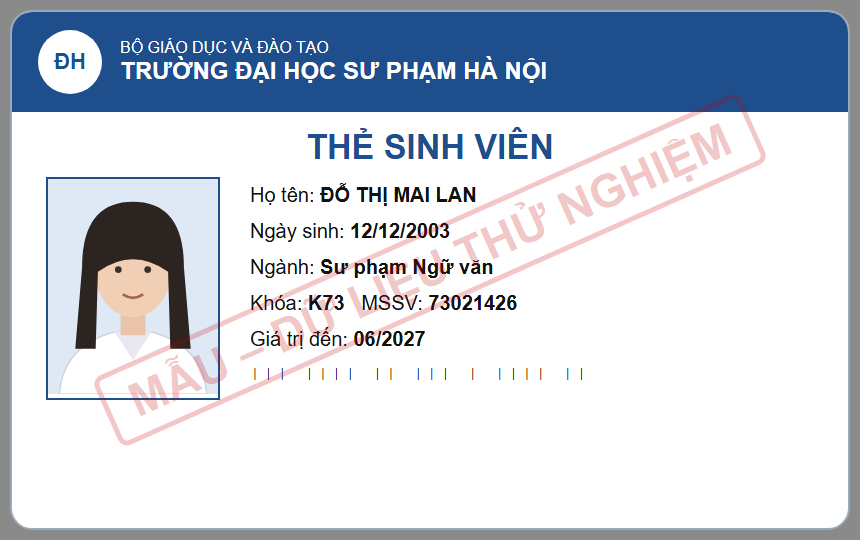 ĐH
BỘ GIÁO DỤC VÀ ĐÀO TẠO
TRƯỜNG ĐẠI HỌC SƯ PHẠM HÀ NỘI
THẺ SINH VIÊN
Họ tên: ĐỖ THỊ MAI LAN
Ngày sinh: 12/12/2003
Ngành: Sư phạm Ngữ văn
Khóa: K73 MSSV: 73021426
Giá trị đến: 06/2027
MẪU – DỮ LIỆU THỬ NGHIỆM